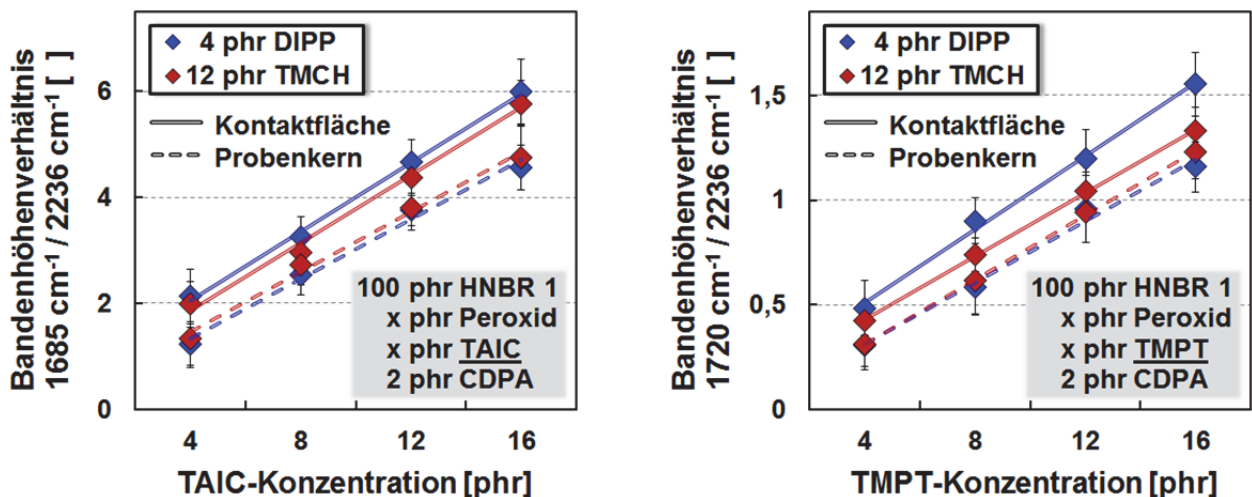 Bandenhöhenverhältnis
1685 cm⁻¹ / 2236 cm⁻¹ [ ]
6
4
2
0
4 phr DIPP
12 phr TMCH
Kontaktfläche
Probenkern
100 phr HNBR 1
x phr Peroxid
x phr TAIC
2 phr CDPA
4 8 12 16
TAIC-Konzentration [phr]
Bandenhöhenverhältnis
1720 cm⁻¹ / 2236 cm⁻¹ [ ]
1,5
1
0,5
0
4 phr DIPP
12 phr TMCH
Kontaktfläche
Probenkern
100 phr HNBR 1
x phr Peroxid
x phr TMPT
2 phr CDPA
4 8 12 16
TMPT-Konzentration [phr]